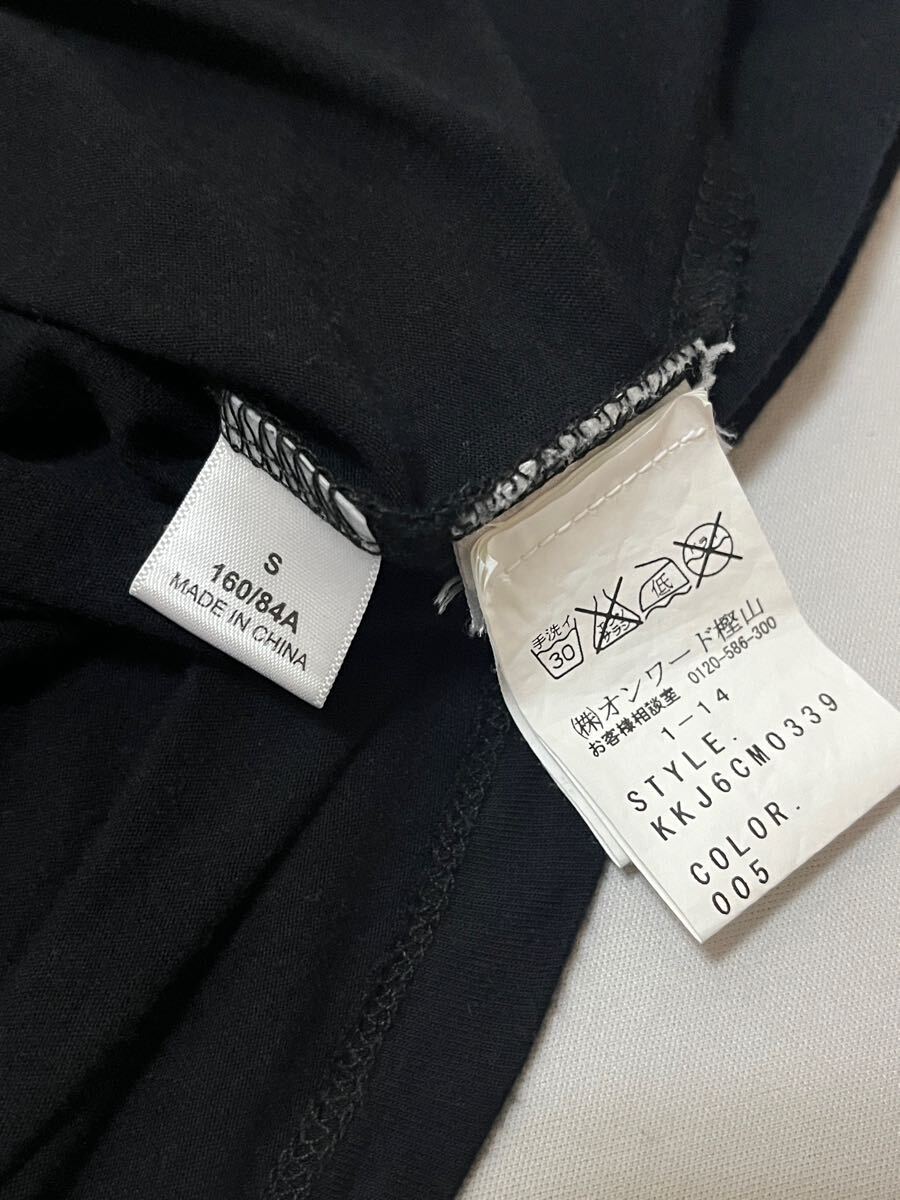 S
160/84A
MADE IN CHINA
手洗イ
30
低
(株)オンワード樫山
お客様相談室 0120-586-300
1-14
STYLE.
KKJ6CM0339
COLOR.
005